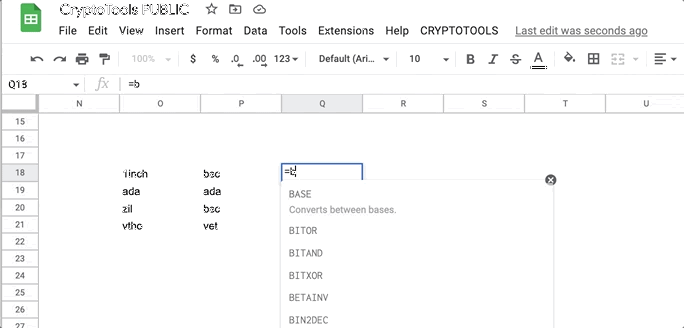 CryptoTools PUBLIC
File Edit View Insert Format Data Tools Extensions Help CRYPTOTOOLS Last edit was seconds ago
100% $ % .0 .00 123 Default (Ari... 10 B I S A
Q18 fx =b
N O P Q R S T U
15
16
17
18 1inch bsc =b
19 ada ada
20 zil bsc
21 vtho vet
22
23
24
25
26
27
BASE
Converts between bases.
BITOR
BITAND
BITXOR
BETAINV
BIN2DEC